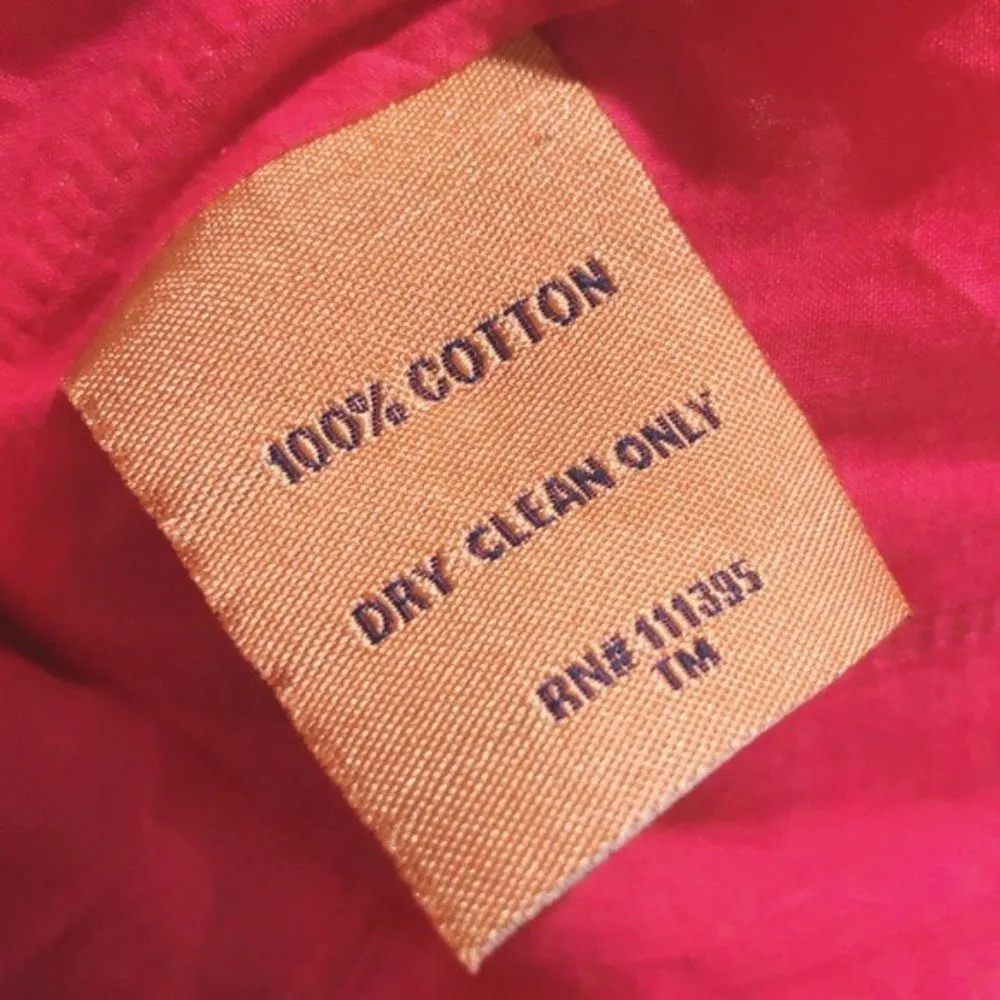 100% COTTON
DRY CLEAN ONLY
RN# 111395
TM